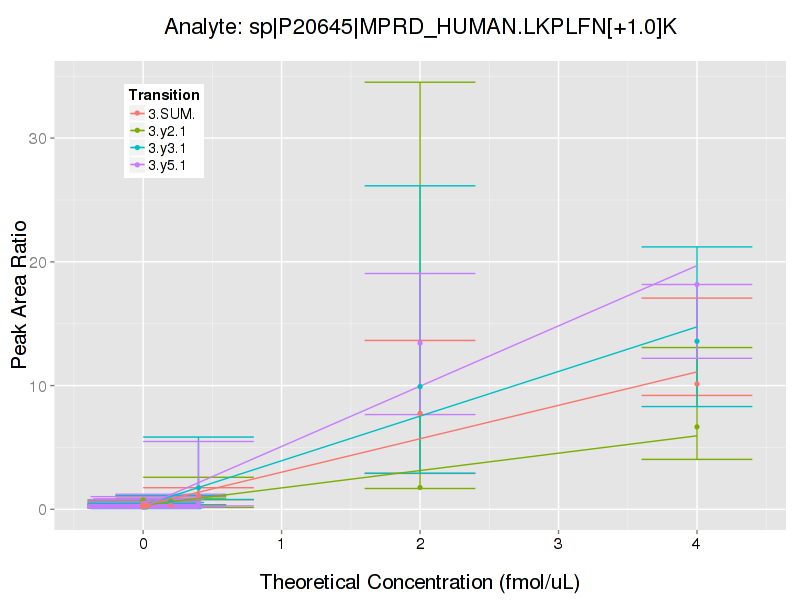 Analyte: sp|P20645|MPRD_HUMAN.LKPLFN[+1.0]K
Transition
3.SUM.
3.y2.1
3.y3.1
3.y5.1
Peak Area Ratio
30
20
10
0
0 1 2 3 4
Theoretical Concentration (fmol/uL)